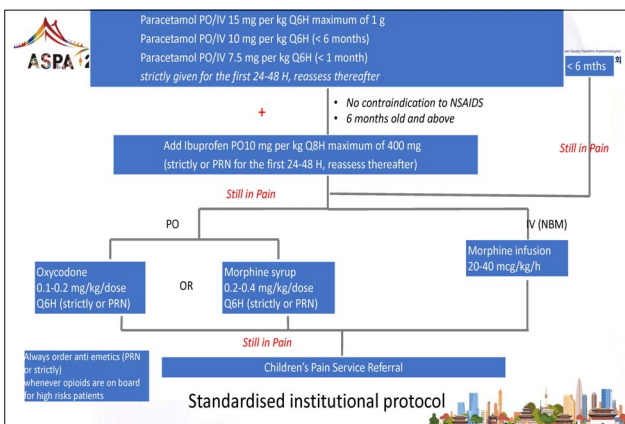 Paracetamol PO/IV 15 mg per kg Q6H maximum of 1 g
Paracetamol PO/IV 10 mg per kg Q6H (< 6 months)
Paracetamol PO/IV 7.5 mg per kg Q6H (< 1 month)
strictly given for the first 24-48 H, reassess thereafter
ASPA
< 6 mths
+
• No contraindication to NSAIDS
• 6 months old and above
Add Ibuprofen PO10 mg per kg Q8H maximum of 400 mg
(strictly or PRN for the first 24-48 H, reassess thereafter)
Still in Pain
Still in Pain
PO
IV (NBM)
Oxycodone
0.1-0.2 mg/kg/dose
Q6H (strictly or PRN)
OR
Morphine syrup
0.2-0.4 mg/kg/dose
Q6H (strictly or PRN)
Morphine infusion
20-40 mcg/kg/h
Still in Pain
Always order anti emetics (PRN
or strictly)
whenever opioids are on board
for high risks patients
Children's Pain Service Referral
Standardised institutional protocol